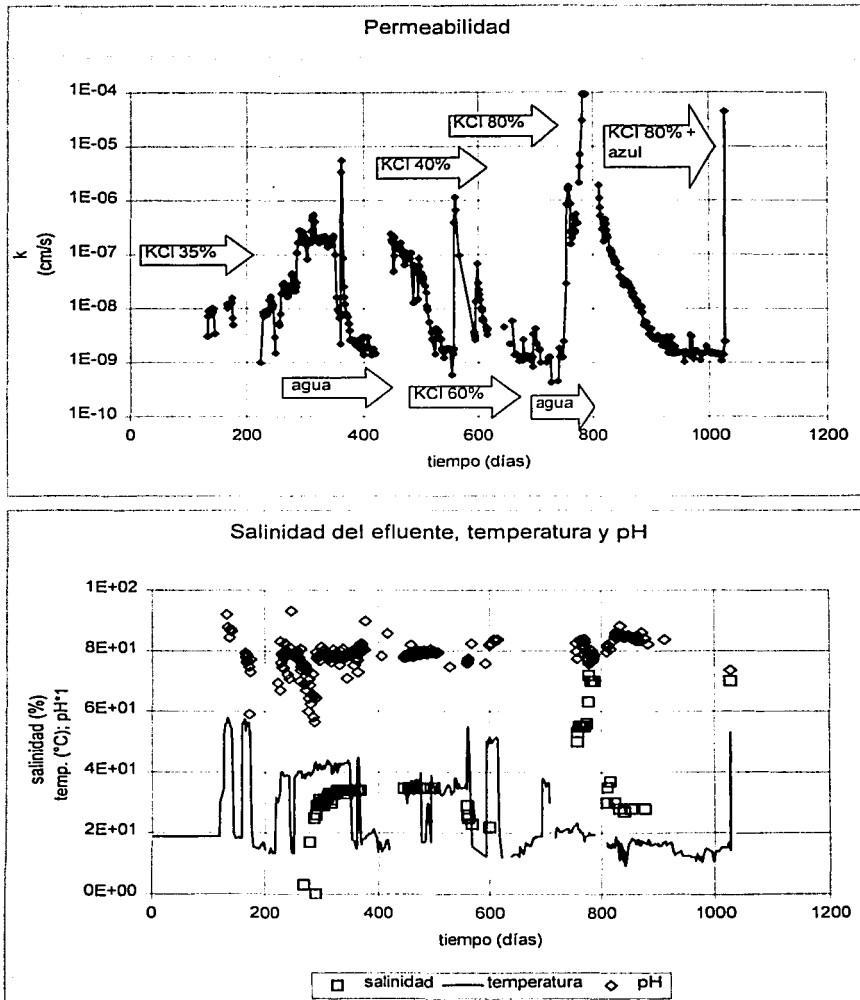 Permeabilidad
1E-04
1E-05
1E-06
1E-07
1E-08
1E-09
1E-10
k
(cm/s)
KCl 35%
agua
KCl 40%
KCl 60%
KCl 80%
agua
KCl 80% +
azul
0
200
400
600
800
1000
1200
tiempo (días)
Salinidad del efluente, temperatura y pH
1E+02
8E+01
6E+01
4E+01
2E+01
0E+00
salinidad (%)
temp. (°C); pH*1
0
200
400
600
800
1000
1200
tiempo (días)
salinidad
temperatura
pH